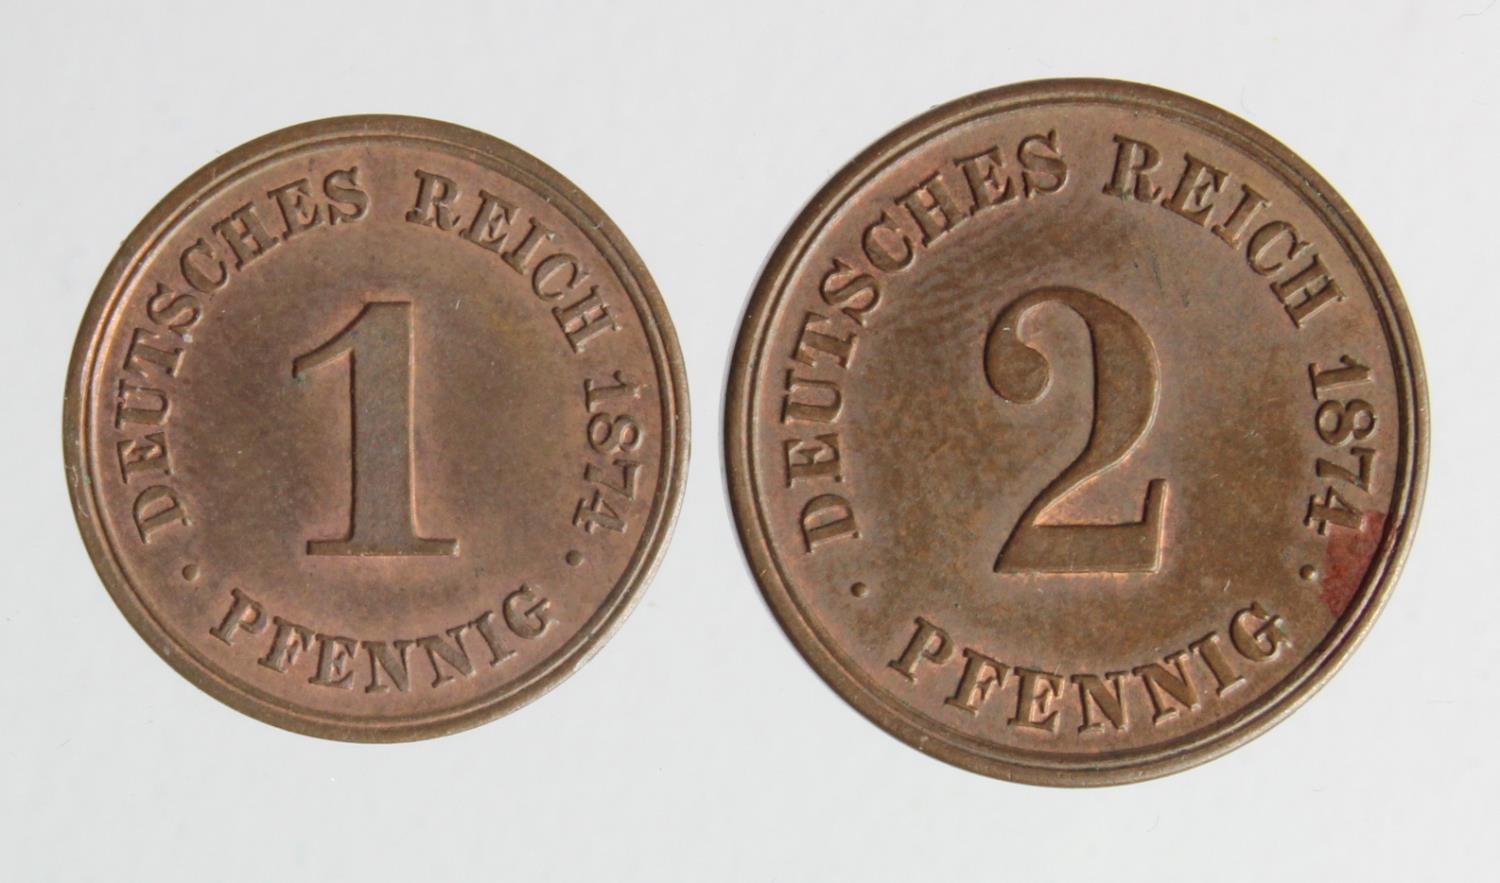 DEUTSCHES REICH 1874
1
· PFENNIG ·
DEUTSCHES REICH 1874
2
· PFENNIG ·